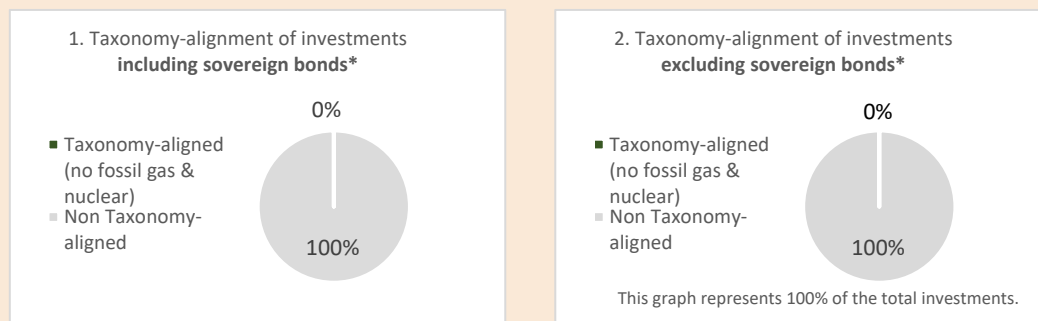 1. Taxonomy-alignment of investments
including sovereign bonds*
0%
Taxonomy-aligned
(no fossil gas &
nuclear)
Non Taxonomy-
aligned
100%
2. Taxonomy-alignment of investments
excluding sovereign bonds*
0%
Taxonomy-aligned
(no fossil gas &
nuclear)
Non Taxonomy-
aligned
100%
This graph represents 100% of the total investments.